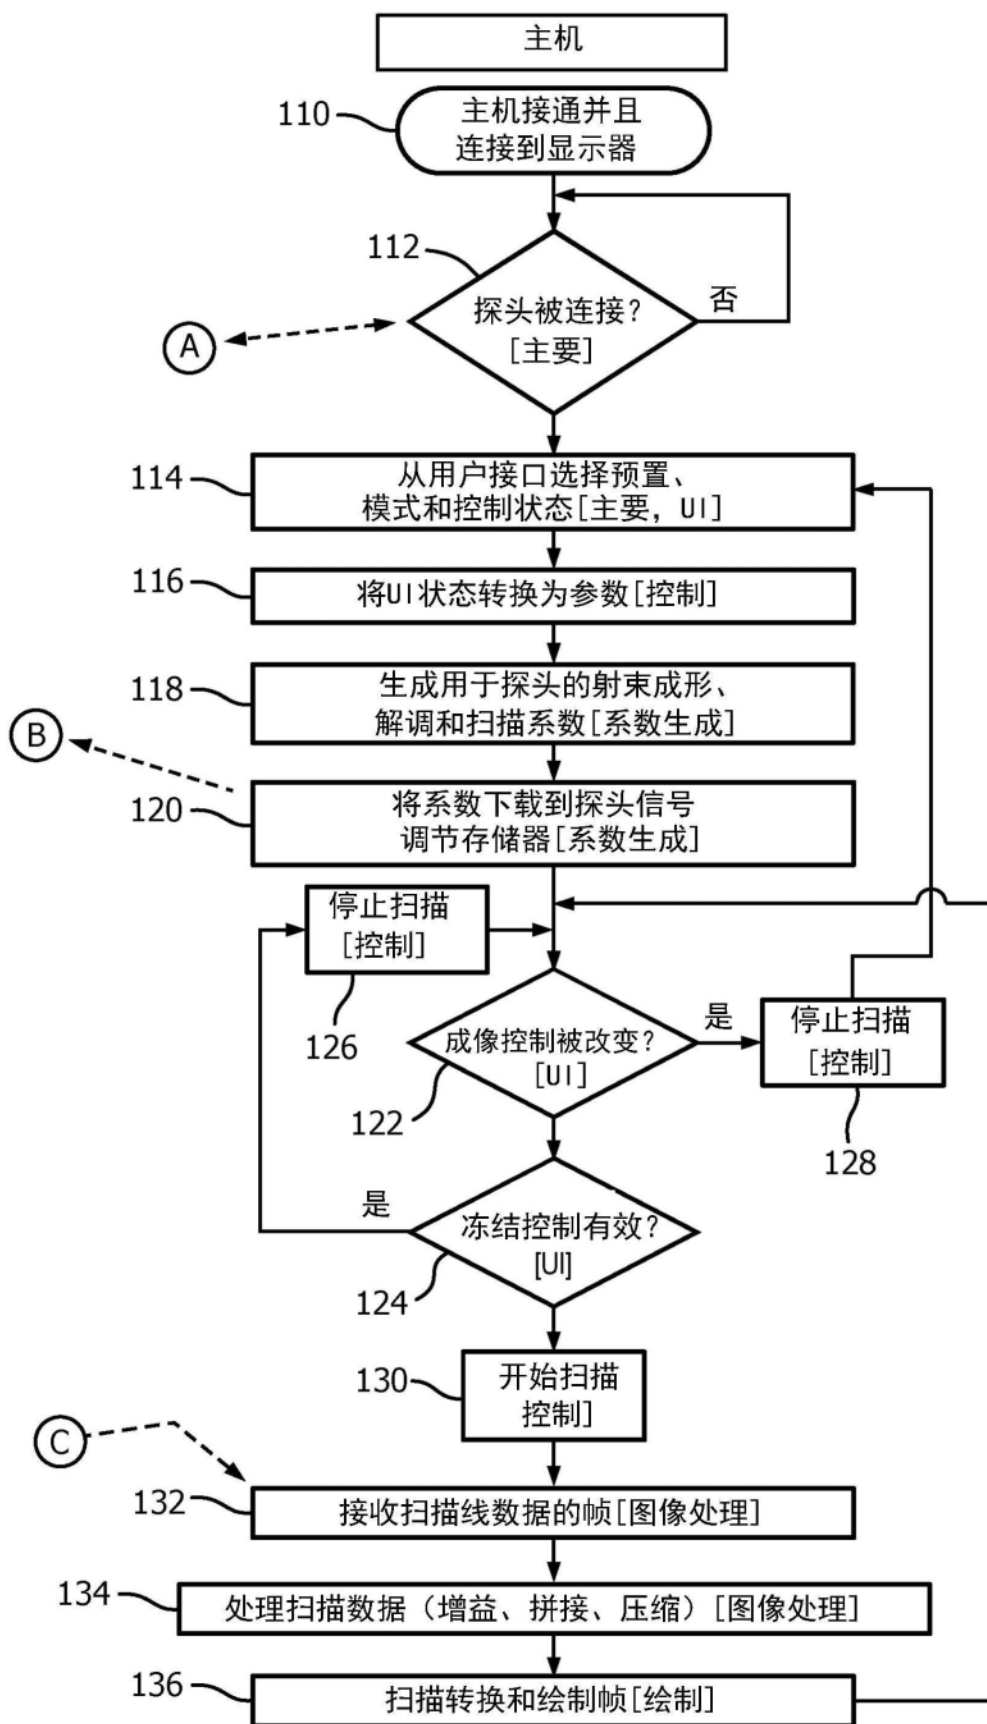 主机
110
主机接通并且
连接到显示器
112
探头被连接？
[主要]
否
A
114
从用户接口选择预置、
模式和控制状态[主要，UI]
116
将UI状态转换为参数[控制]
118
生成用于探头的射束成形、
解调和扫描系数[系数生成]
B
120
将系数下载到探头信号
调节存储器[系数生成]
停止扫描
[控制]
126
成像控制被改变？
[UI]
122
是
停止扫描
[控制]
128
是
冻结控制有效？
[UI]
124
130
开始扫描
控制]
C
132
接收扫描线数据的帧[图像处理]
134
处理扫描数据（增益、拼接、压缩）[图像处理]
136
扫描转换和绘制帧[绘制]